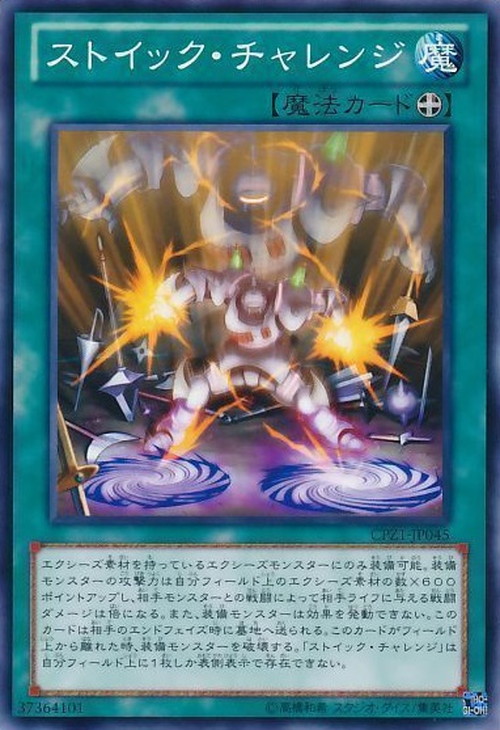 ストイック・チャレンジ 魔
【魔法カード】
CPZ1-JP045
エクシーズ素材を持っているエクシーズモンスターにのみ装備可能。装備
モンスターの攻撃力は自分フィールド上のエクシーズ素材の数×６００
ポイントアップし、相手モンスターとの戦闘によって相手ライフに与える戦闘
ダメージは倍になる。また、装備モンスターは効果を発動できない。この
カードは相手のエンドフェイズ時に墓地へ送られる。このカードがフィールド
上から離れた時、装備モンスターを破壊する。「ストイック・チャレンジ」は
自分フィールド上に１枚しか表側表示で存在できない。
37364101 ©高橋和希 スタジオ・ダイス/集英社